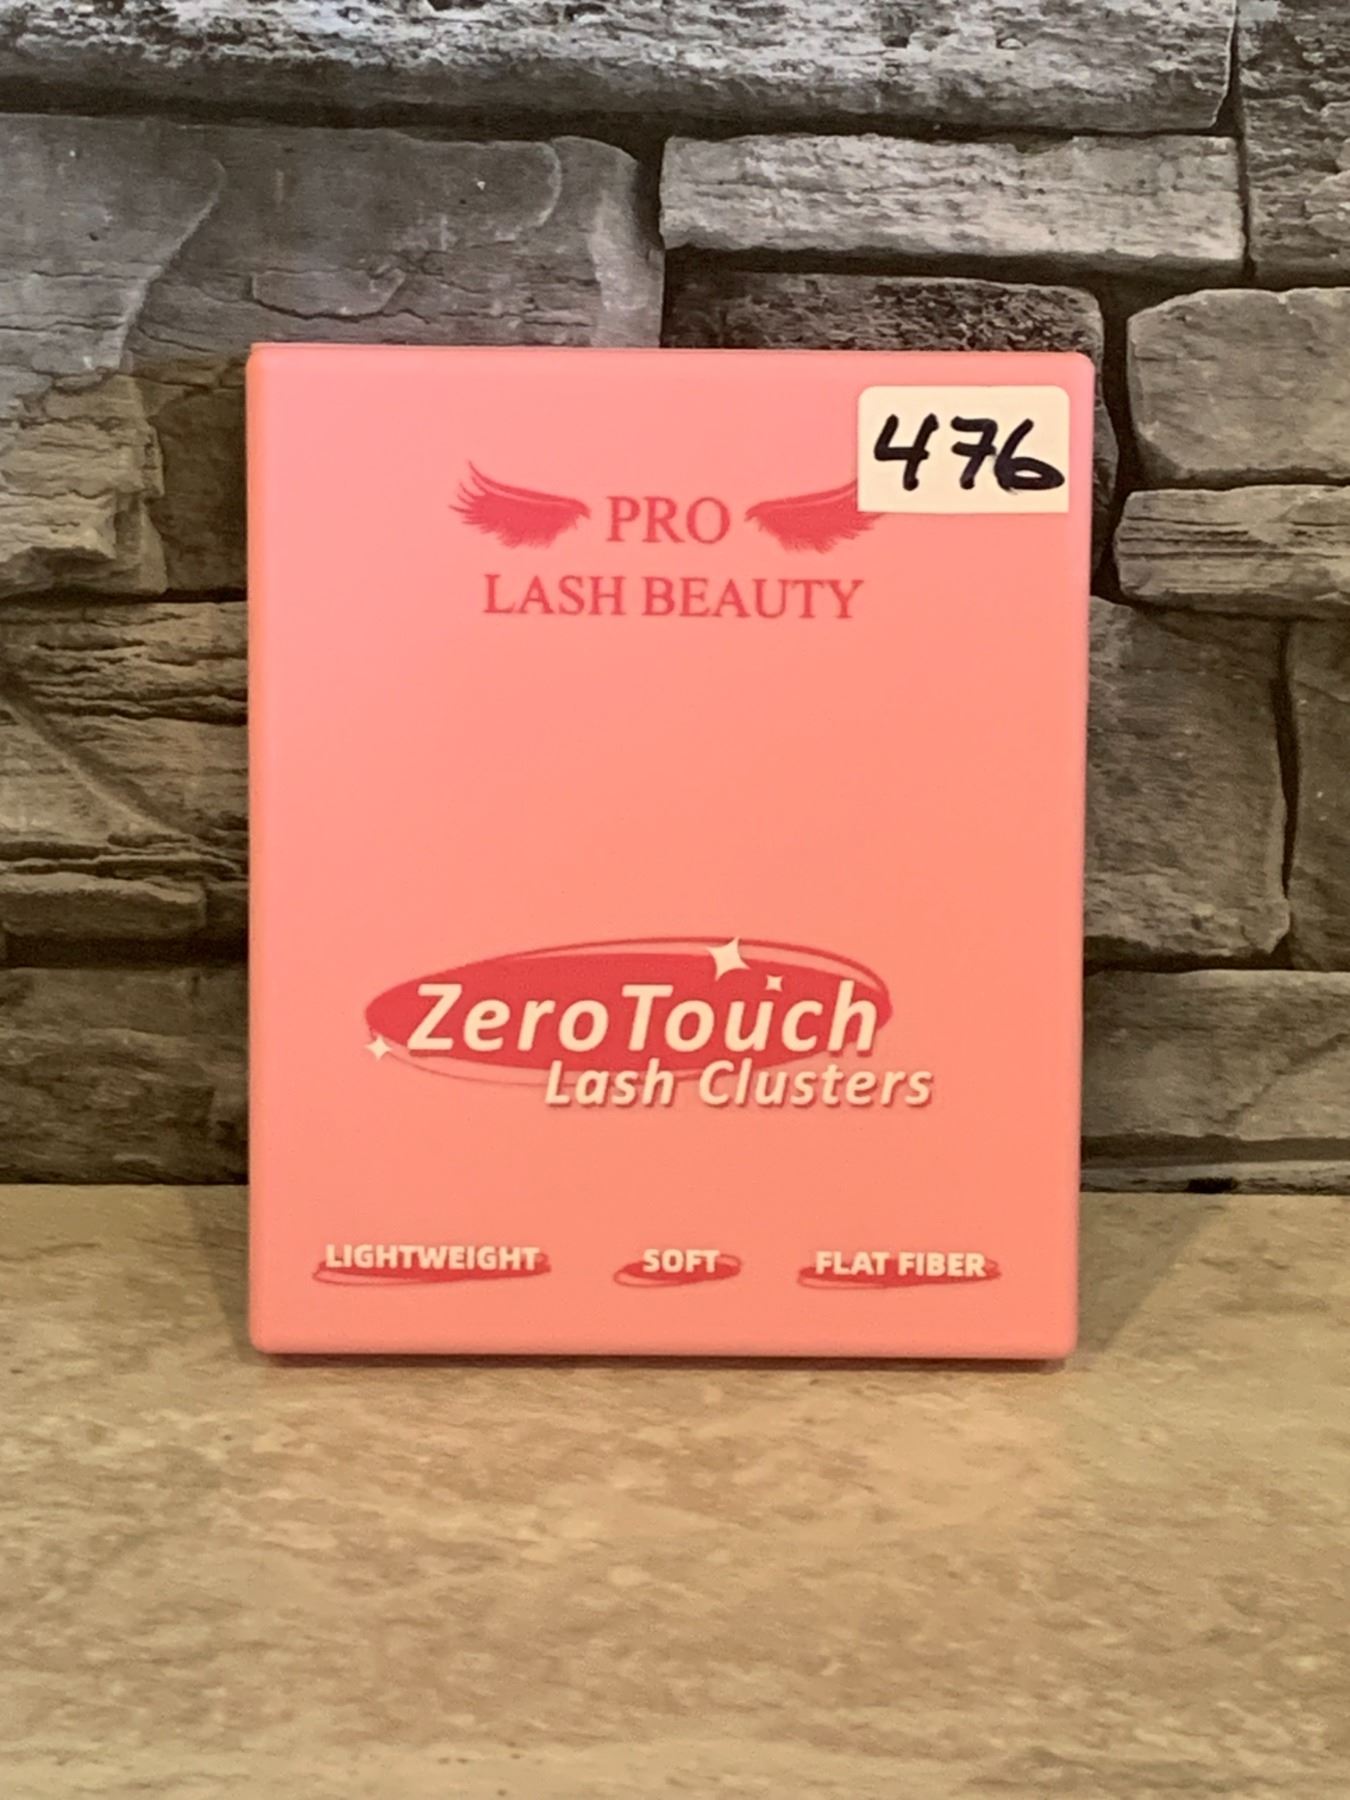 476
PRO
LASH BEAUTY
ZeroTouch
Lash Clusters
LIGHTWEIGHT SOFT FLAT FIBER